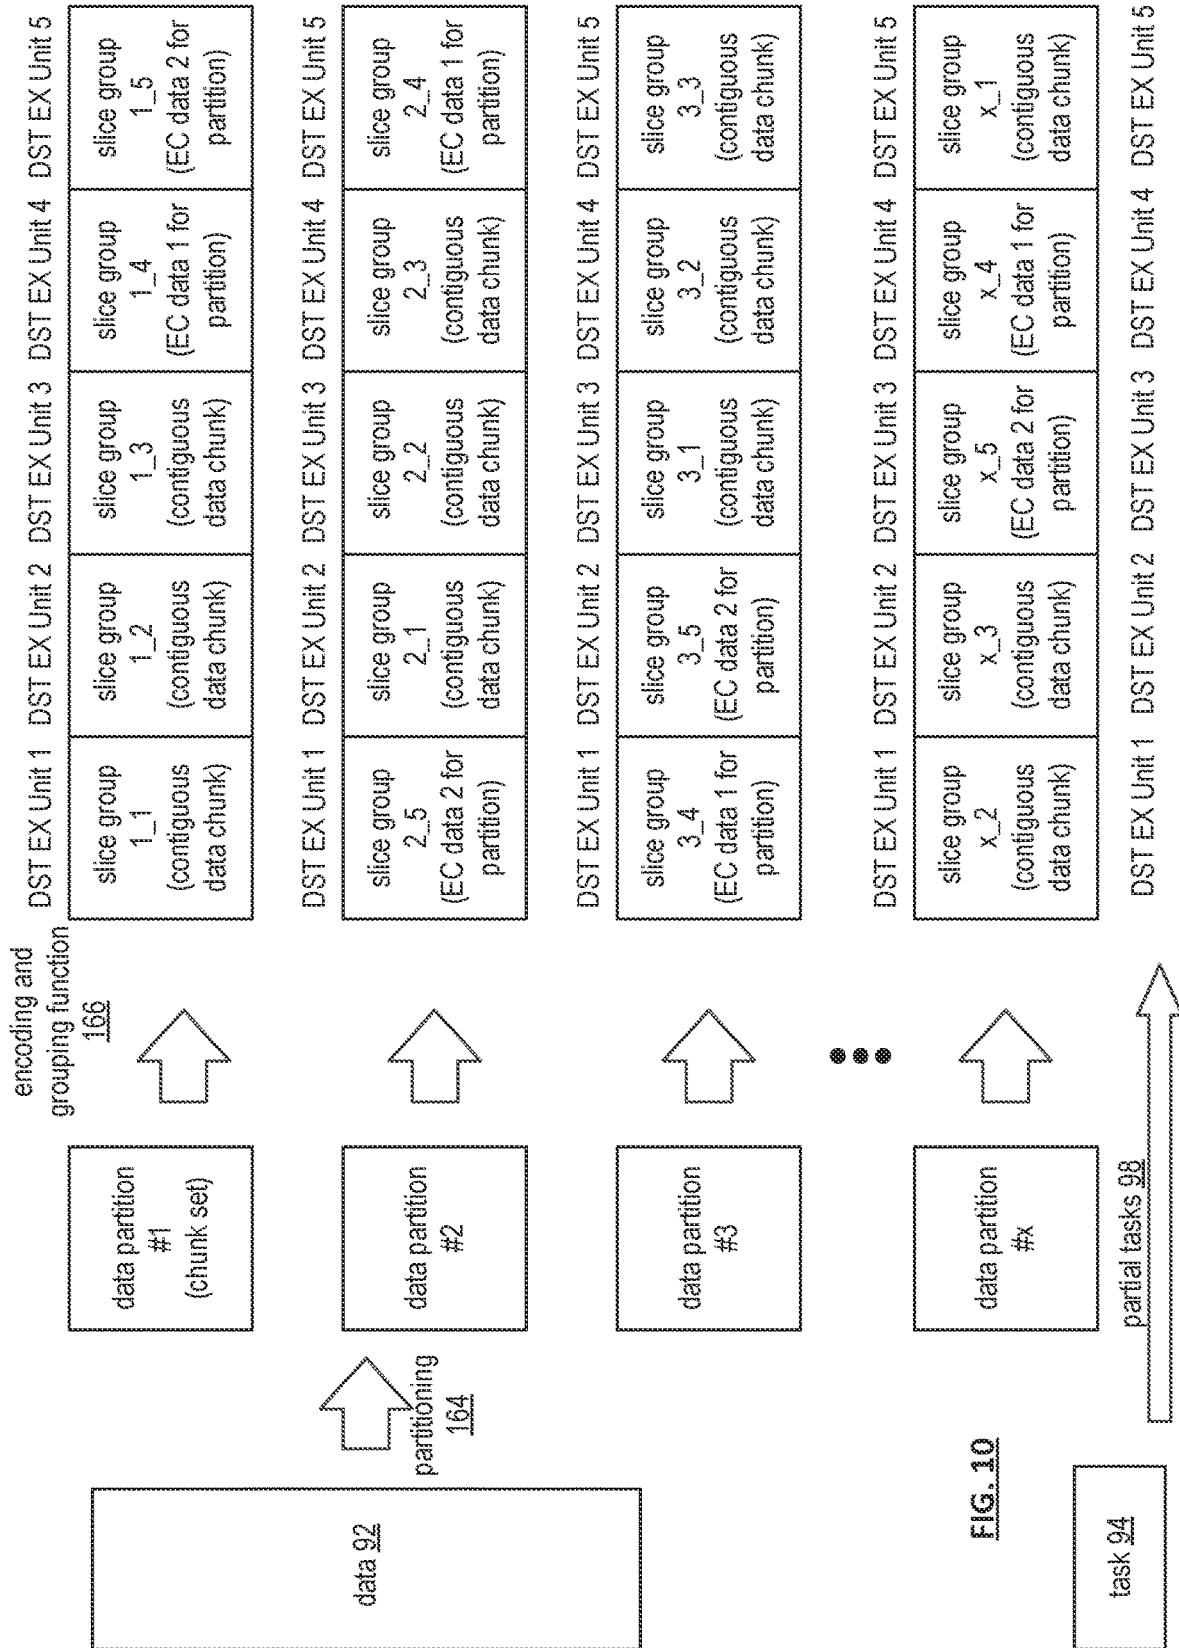 data 92
task 94
FIG. 10
partitioning
164
partial tasks 98
data partition
#1
(chunk set)
data partition
#2
data partition
#3
data partition
#x
encoding and
grouping function
166
DST EX Unit 1 DST EX Unit 2 DST EX Unit 3 DST EX Unit 4 DST EX Unit 5
slice group
1_1
(contiguous
data chunk)
slice group
1_2
(contiguous
data chunk)
slice group
1_3
(contiguous
data chunk)
slice group
1_4
(EC data 1 for
partition)
slice group
1_5
(EC data 2 for
partition)
DST EX Unit 1 DST EX Unit 2 DST EX Unit 3 DST EX Unit 4 DST EX Unit 5
slice group
2_5
(EC data 2 for
partition)
slice group
2_1
(contiguous
data chunk)
slice group
2_2
(contiguous
data chunk)
slice group
2_3
(contiguous
data chunk)
slice group
2_4
(EC data 1 for
partition)
DST EX Unit 1 DST EX Unit 2 DST EX Unit 3 DST EX Unit 4 DST EX Unit 5
slice group
3_4
(EC data 1 for
partition)
slice group
3_5
(EC data 2 for
partition)
slice group
3_1
(contiguous
data chunk)
slice group
3_2
(contiguous
data chunk)
slice group
3_3
(contiguous
data chunk)
DST EX Unit 1 DST EX Unit 2 DST EX Unit 3 DST EX Unit 4 DST EX Unit 5
slice group
x_2
(contiguous
data chunk)
slice group
x_3
(contiguous
data chunk)
slice group
x_5
(EC data 2 for
partition)
slice group
x_4
(EC data 1 for
partition)
slice group
x_1
(contiguous
data chunk)
DST EX Unit 1 DST EX Unit 2 DST EX Unit 3 DST EX Unit 4 DST EX Unit 5